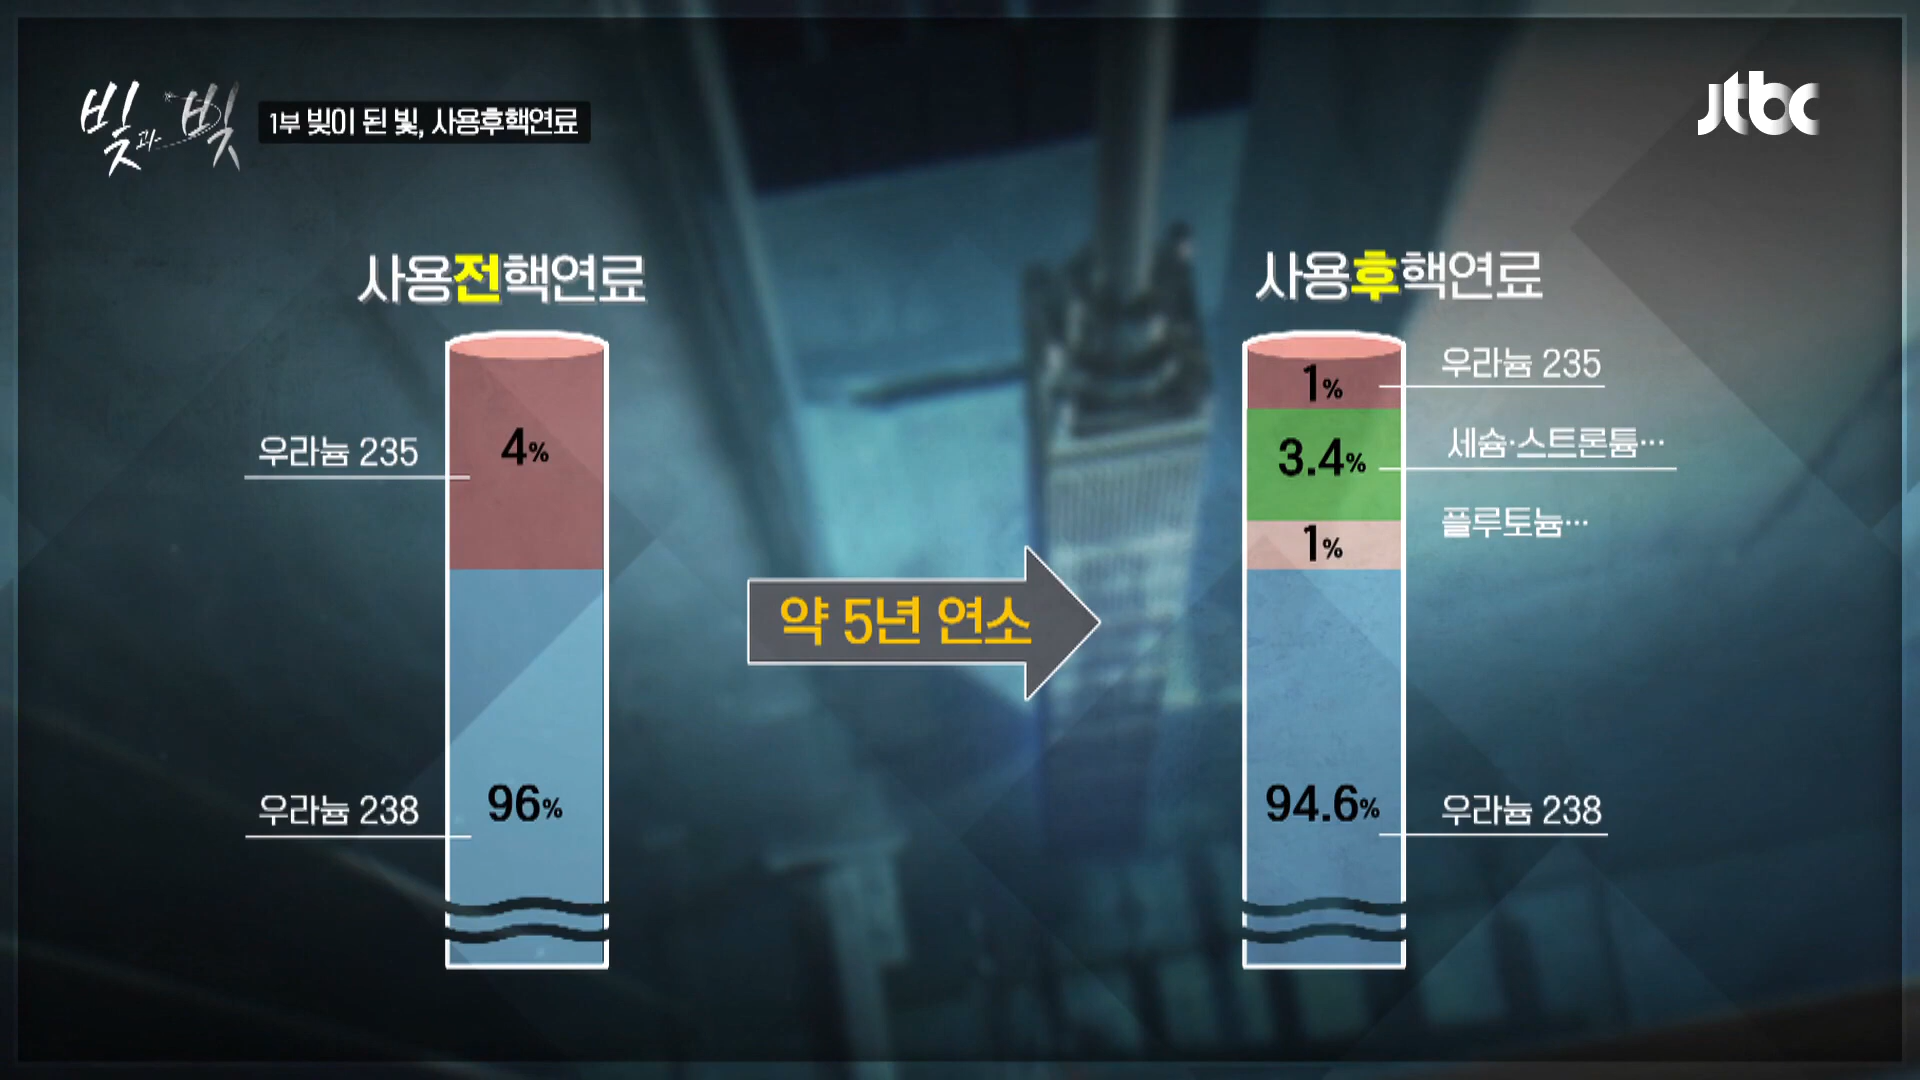 빛과 빚
1부 빚이 된 빛, 사용후핵연료
jtbc
사용전핵연료
우라늄 235
4%
우라늄 238
96%
약 5년 연소
사용후핵연료
1%
우라늄 235
3.4%
세슘·스트론튬…
1%
플루토늄…
94.6%
우라늄 238